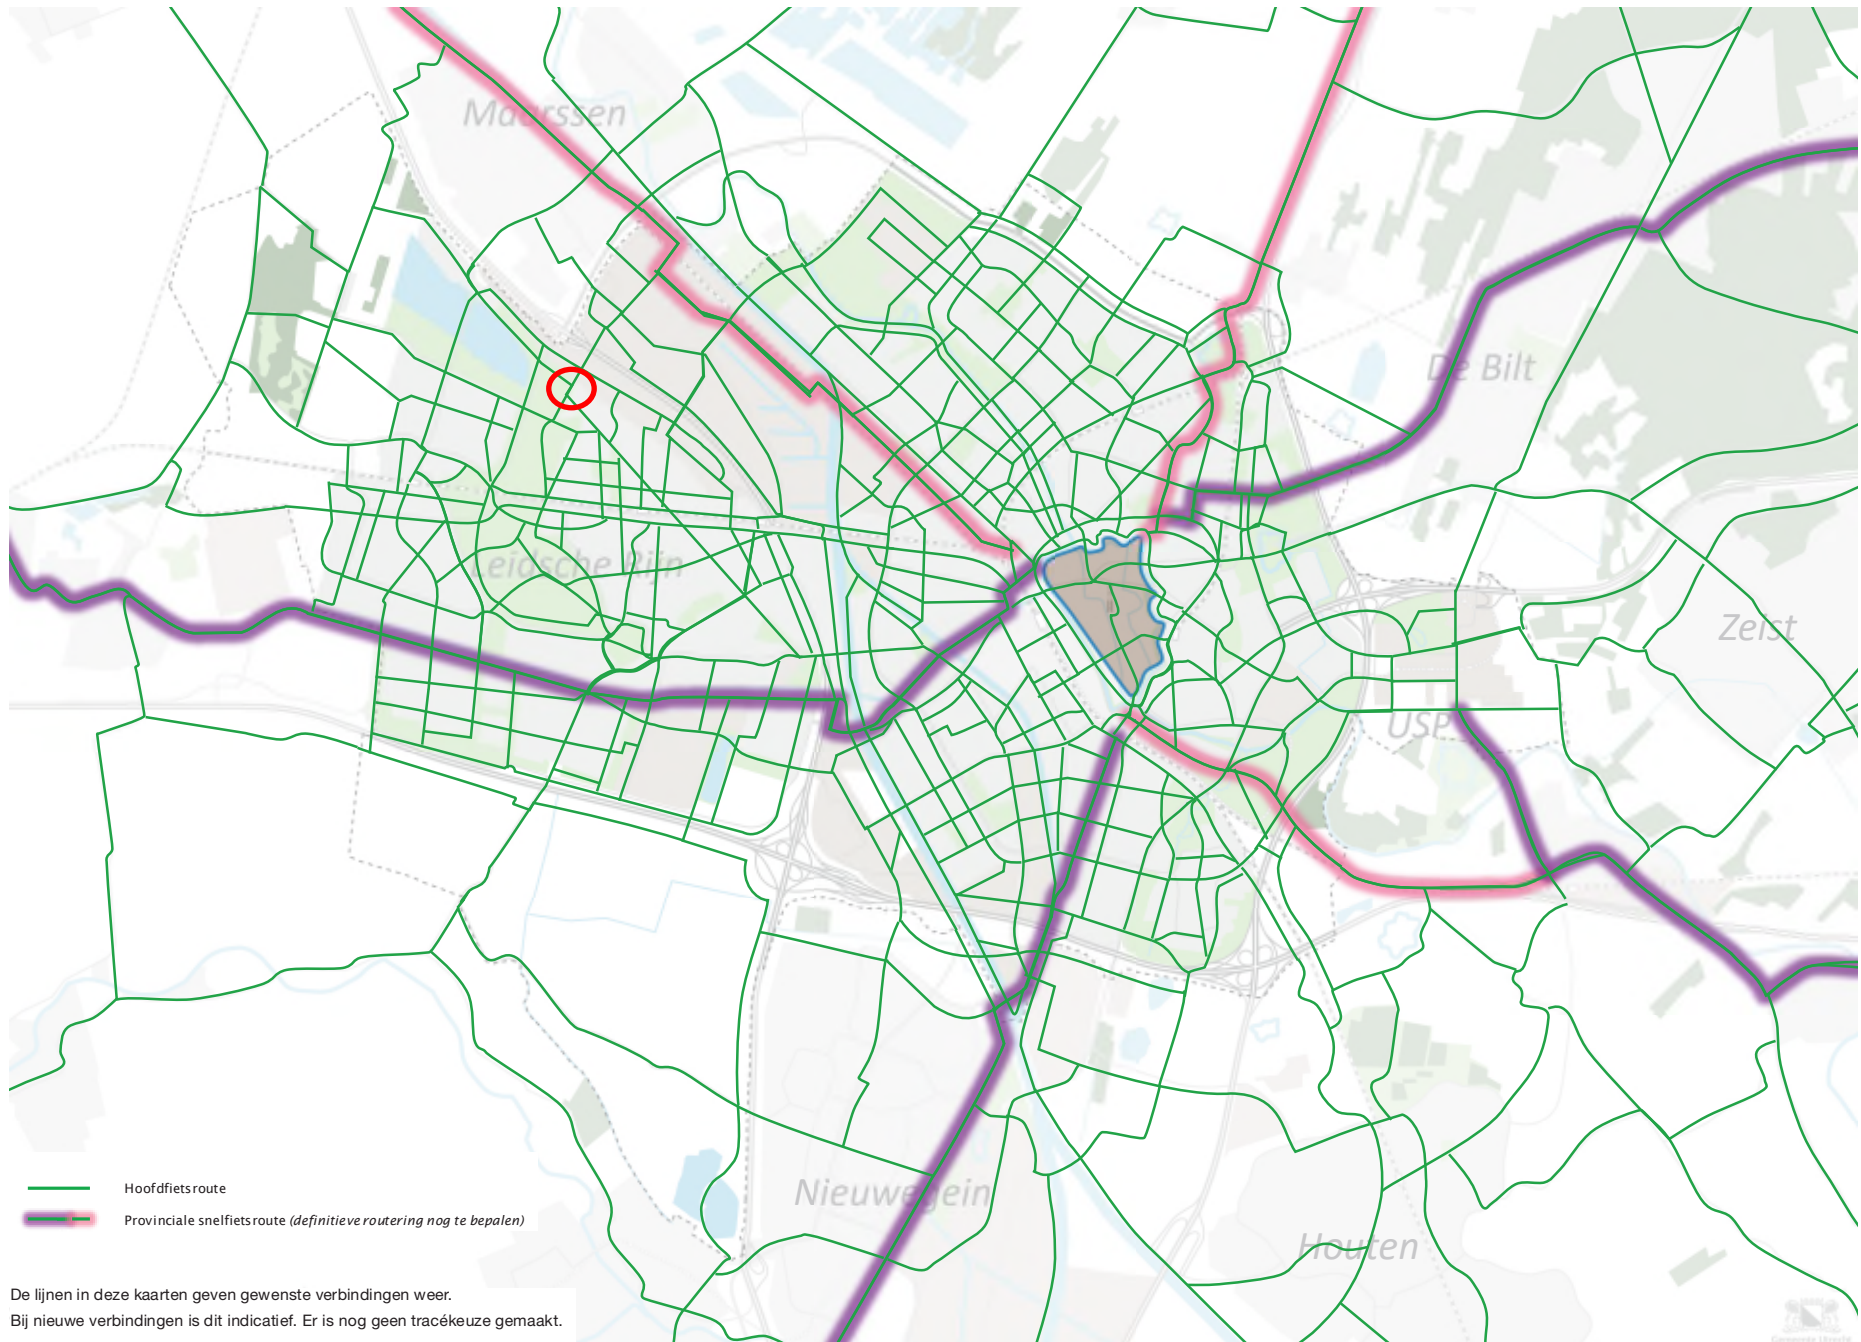 Maarssen
De Bilt
Leidsche Rijn
Zeist
USP
Nieuwegein
Houten
Hoofdfietsroute
Provinciale snelfietsroute (definitieve routering nog te bepalen)
De lijnen in deze kaarten geven gewenste verbindingen weer.
Bij nieuwe verbindingen is dit indicatief. Er is nog geen tracékeuze gemaakt.
Gemeente Utrecht